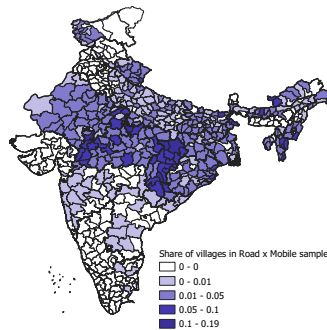 Share of villages in Road x Mobile sample
0 - 0
0 - 0.01
0.01 - 0.05
0.05 - 0.1
0.1 - 0.19